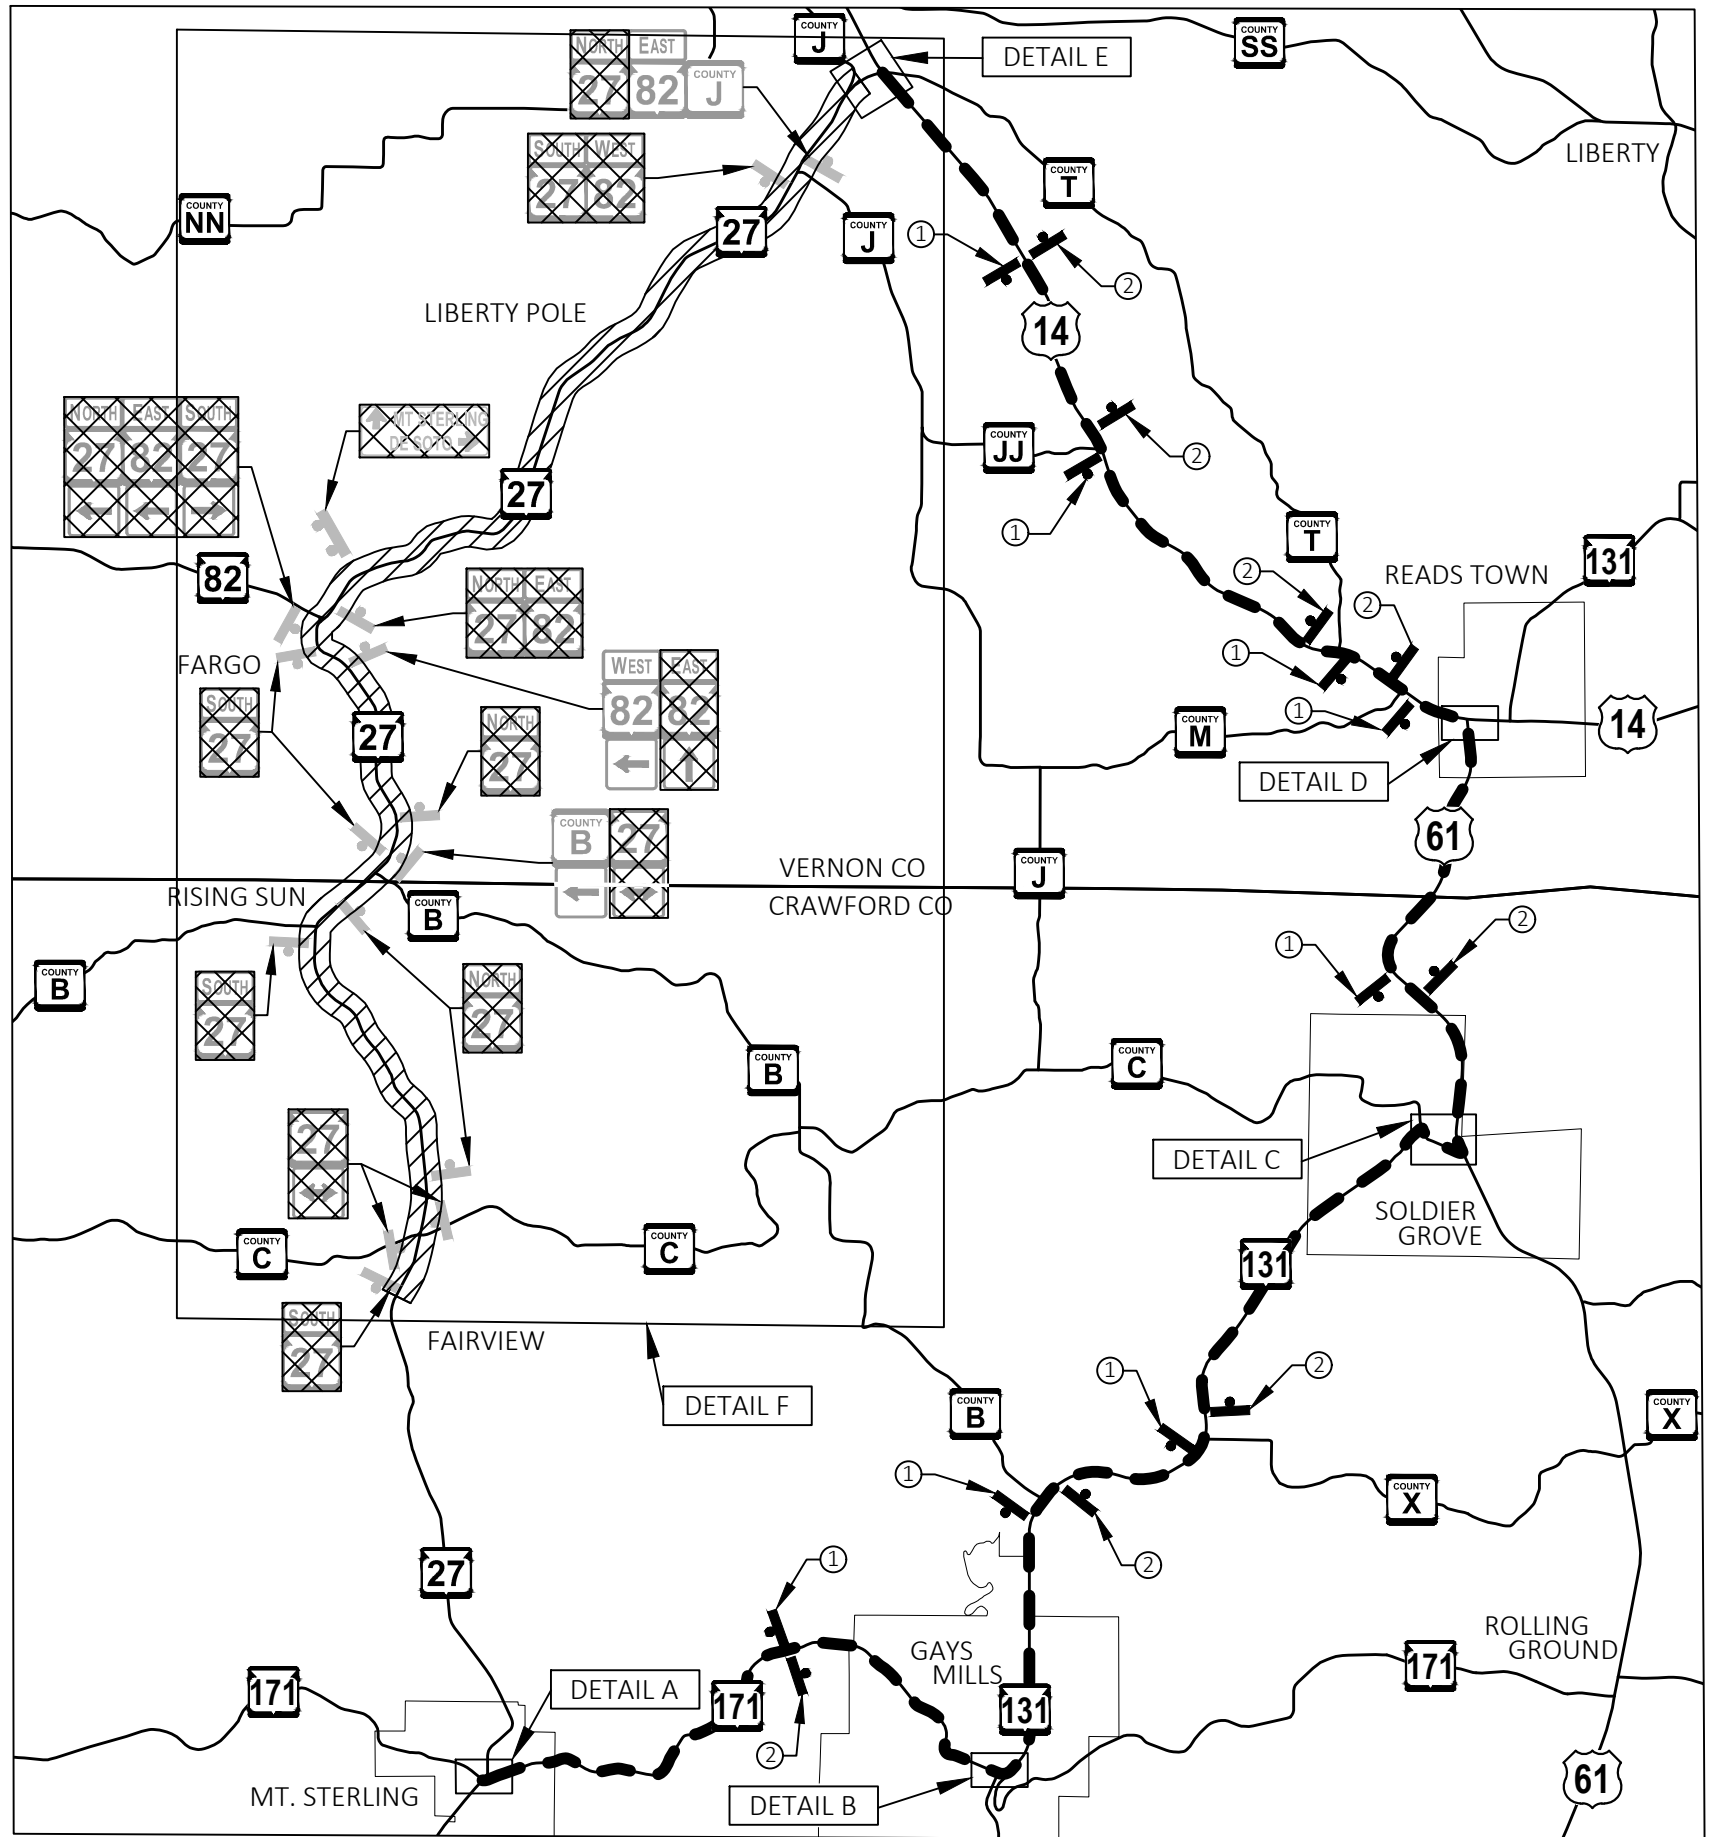 COUNTY
J
DETAIL E
COUNTY
SS
LIBERTY
NORTH EAST
27 82 COUNTY J
SOUTH WEST
27 82
COUNTY
T
COUNTY
NN
27
COUNTY
J
1
2
LIBERTY POLE
14
NORTH EAST SOUTH
27 82 27
MT STERLING
DE SOTO
2
COUNTY
JJ
1
27
COUNTY
T
131
READS TOWN
82
2
2
NORTH EAST
27 82
FARGO
1
WEST EAST
82 82
SOUTH
27
27
NORTH
27
1
COUNTY
M
14
DETAIL D
COUNTY
B
27
61
VERNON CO
COUNTY
J
RISING SUN
CRAWFORD CO
COUNTY
B
1
2
COUNTY
B
SOUTH
27
NORTH
27
COUNTY
B
COUNTY
C
27
DETAIL C
SOLDIER
GROVE
COUNTY
C
COUNTY
C
131
SOUTH
27
FAIRVIEW
1
2
DETAIL F
COUNTY
B
COUNTY
X
1
COUNTY
X
27
1
2
GAYS
MILLS
ROLLING
GROUND
171
DETAIL A
171
131
171
2
MT. STERLING
DETAIL B
61